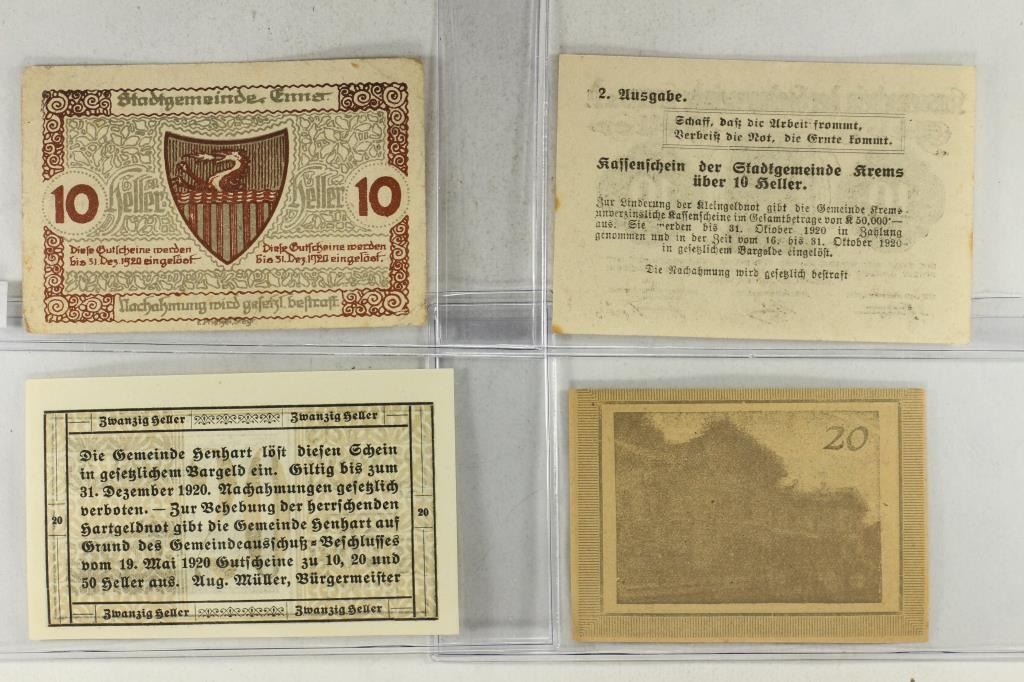 Stadtgemeinde Enns
10 Heller Heller 10
Diese Gutscheine werden
bis 31. Dez. 1920 eingelöst.
Diese Gutscheine werden
bis 31. Dez. 1920 eingelöst.
Nachahmung wird gesetzl. bestraft.
2. Ausgabe.
Schaff, daß die Arbeit frommt,
Verbeiß die Not, die Ernte kommt.
Kassenschein der Stadtgemeinde Krems
über 10 Heller.
Zur Linderung der Kleingeldnot gibt die Gemeinde Krems
unverzinsliche Kassenscheine im Gesamtbetrage von K 50,000·—
aus. Sie werden bis 31. Oktober 1920 in Zahlung
genommen und in der Zeit vom 16. bis 31. Oktober 1920
in gesetzlichem Bargelde eingelöst.
Die Nachahmung wird gesetzlich bestraft
Zwanzig Heller Zwanzig Heller
Die Gemeinde Henhart löst diesen Schein
in gesetzlichem Bargeld ein. Giltig bis zum
31. Dezember 1920. Nachahmungen gesetzlich
verboten. — Zur Behebung der herrschenden
Hartgeldnot gibt die Gemeinde Henhart auf
Grund des Gemeindeausschuß=Beschlusses
vom 19. Mai 1920 Gutscheine zu 10, 20 und
50 Heller aus. Aug. Müller, Bürgermeister
20 20
Zwanzig Heller Zwanzig Heller
20